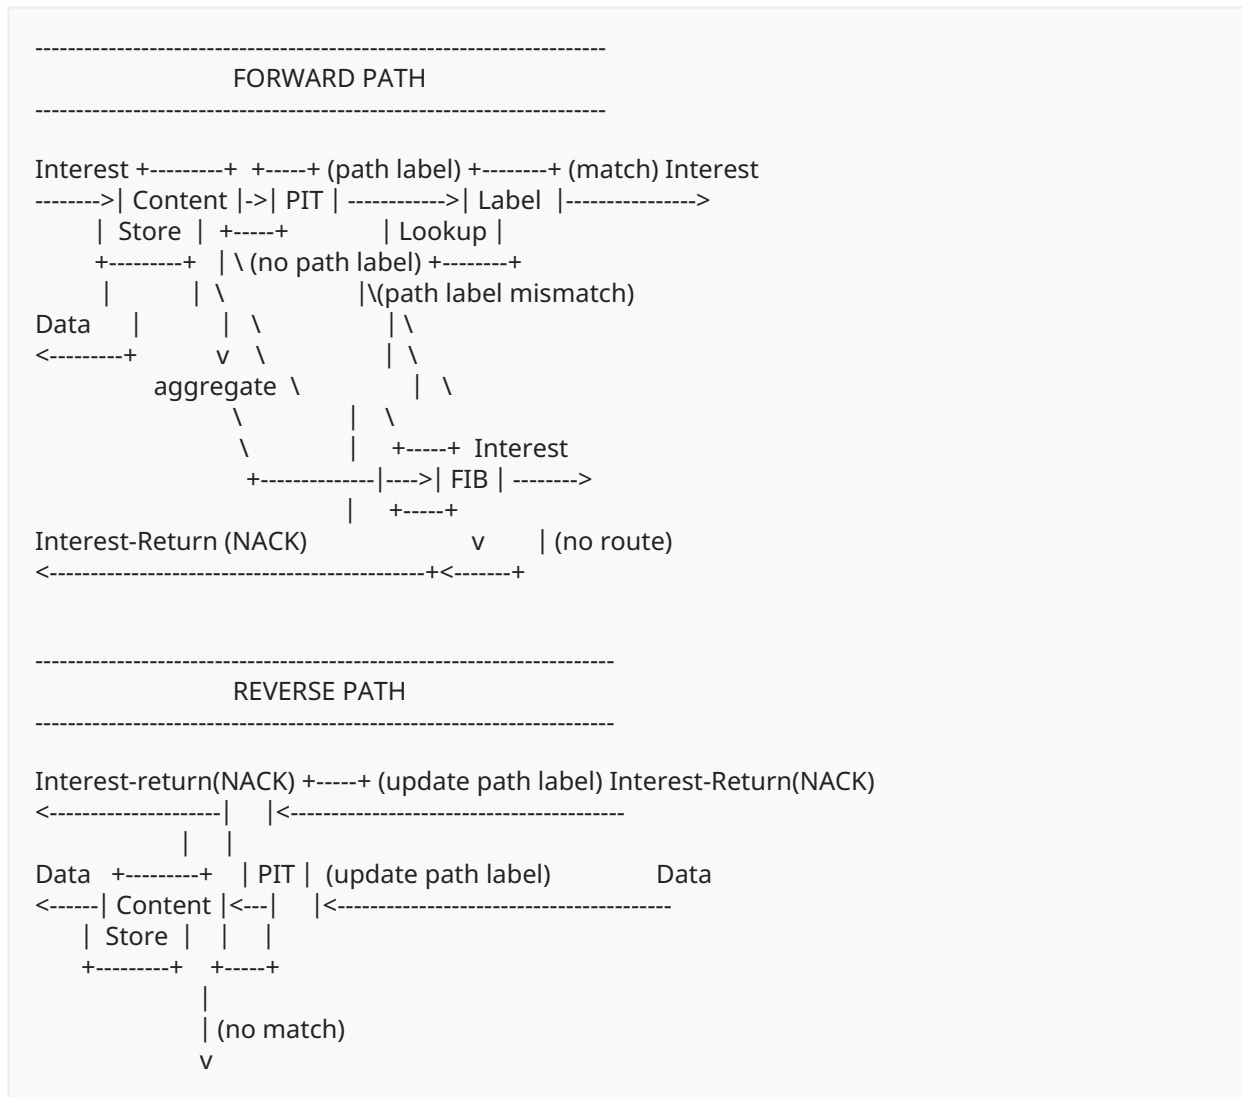 ----------------------------------------------------------------------
FORWARD PATH
----------------------------------------------------------------------
Interest +---------+  +-----+ (path label) +--------+ (match) Interest
-------->| Content |->| PIT | ------------>| Label  |---------------->
|  Store  |  +-----+              | Lookup |
+---------+   | \ (no path label) +--------+
|            |  \                    |\(path label mismatch)
Data      |            |   \                   | \
<---------+            v    \                  |  \
aggregate  \                 |   \
\                |    \
\               |     +-----+  Interest
+--------------|---->| FIB | -------->
|     +-----+
Interest-Return (NACK)                         v        | (no route)
<----------------------------------------------+<-------+
-----------------------------------------------------------------------
REVERSE PATH
-----------------------------------------------------------------------
Interest-return(NACK) +-----+ (update path label) Interest-Return(NACK)
<---------------------|     |<-----------------------------------------
|     |
Data   +---------+    | PIT |  (update path label)                Data
<------| Content |<---|     |<-----------------------------------------
|  Store  |    |     |
+---------+    +-----+
|
| (no match)
v